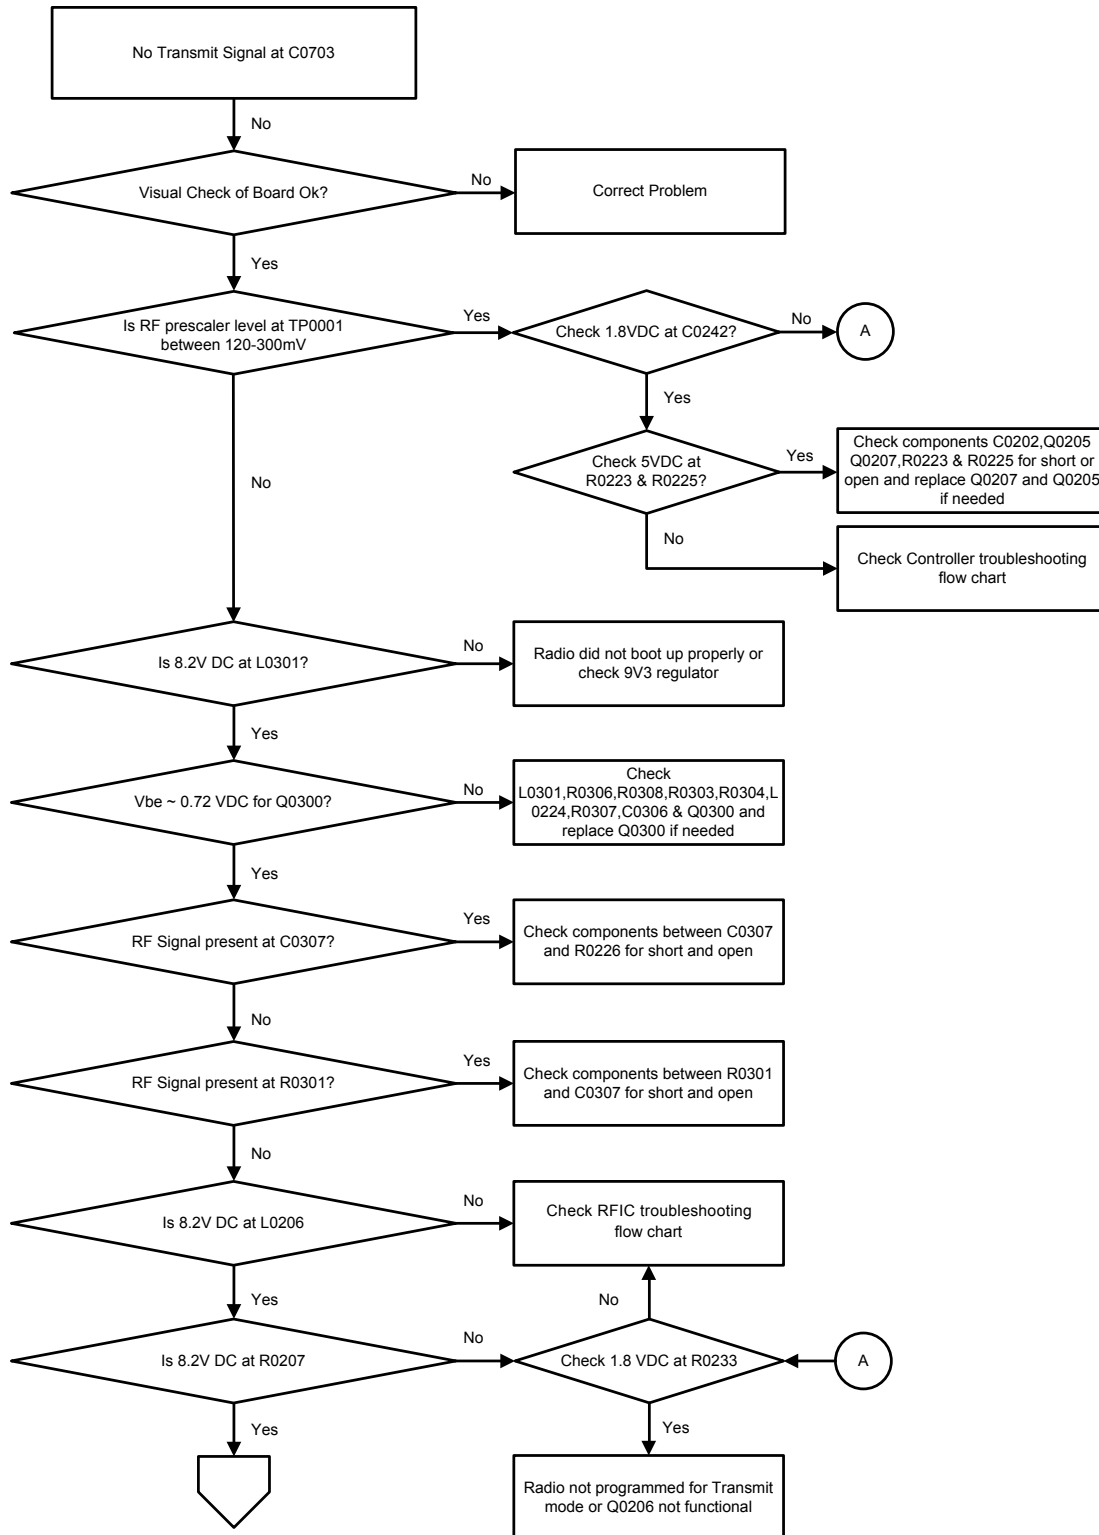 No Transmit Signal at C0703
No
Visual Check of Board Ok?
No
Correct Problem
Yes
Is RF prescaler level at TP0001
between 120-300mV
Yes
Check 1.8VDC at C0242?
No
A
Yes
Check 5VDC at
R0223 & R0225?
Yes
Check components C0202,Q0205
Q0207,R0223 & R0225 for short or
open and replace Q0207 and Q0205
if needed
No
Check Controller troubleshooting
flow chart
No
Is 8.2V DC at L0301?
No
Radio did not boot up properly or
check 9V3 regulator
Yes
Vbe ~ 0.72 VDC for Q0300?
No
Check
L0301,R0306,R0308,R0303,R0304,L
0224,R0307,C0306 & Q0300 and
replace Q0300 if needed
Yes
RF Signal present at C0307?
Yes
Check components between C0307
and R0226 for short and open
No
RF Signal present at R0301?
Yes
Check components between R0301
and C0307 for short and open
No
Is 8.2V DC at L0206
No
Check RFIC troubleshooting
flow chart
Yes
No
Is 8.2V DC at R0207
No
Check 1.8 VDC at R0233
A
Yes
Yes
Radio not programmed for Transmit
mode or Q0206 not functional